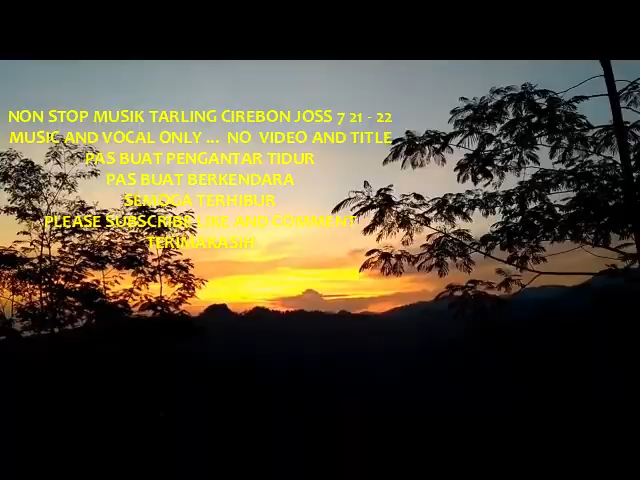 NON STOP MUSIK TARLING CIREBON JOSS 7 21 - 22
MUSIC AND VOCAL ONLY ... NO VIDEO AND TITLE
PAS BUAT PENGANTAR TIDUR
PAS BUAT BERKENDARA
SEMOGA TERHIBUR
PLEASE SUBSCRIBE LIKE AND COMMENT
TERIMAKASIH